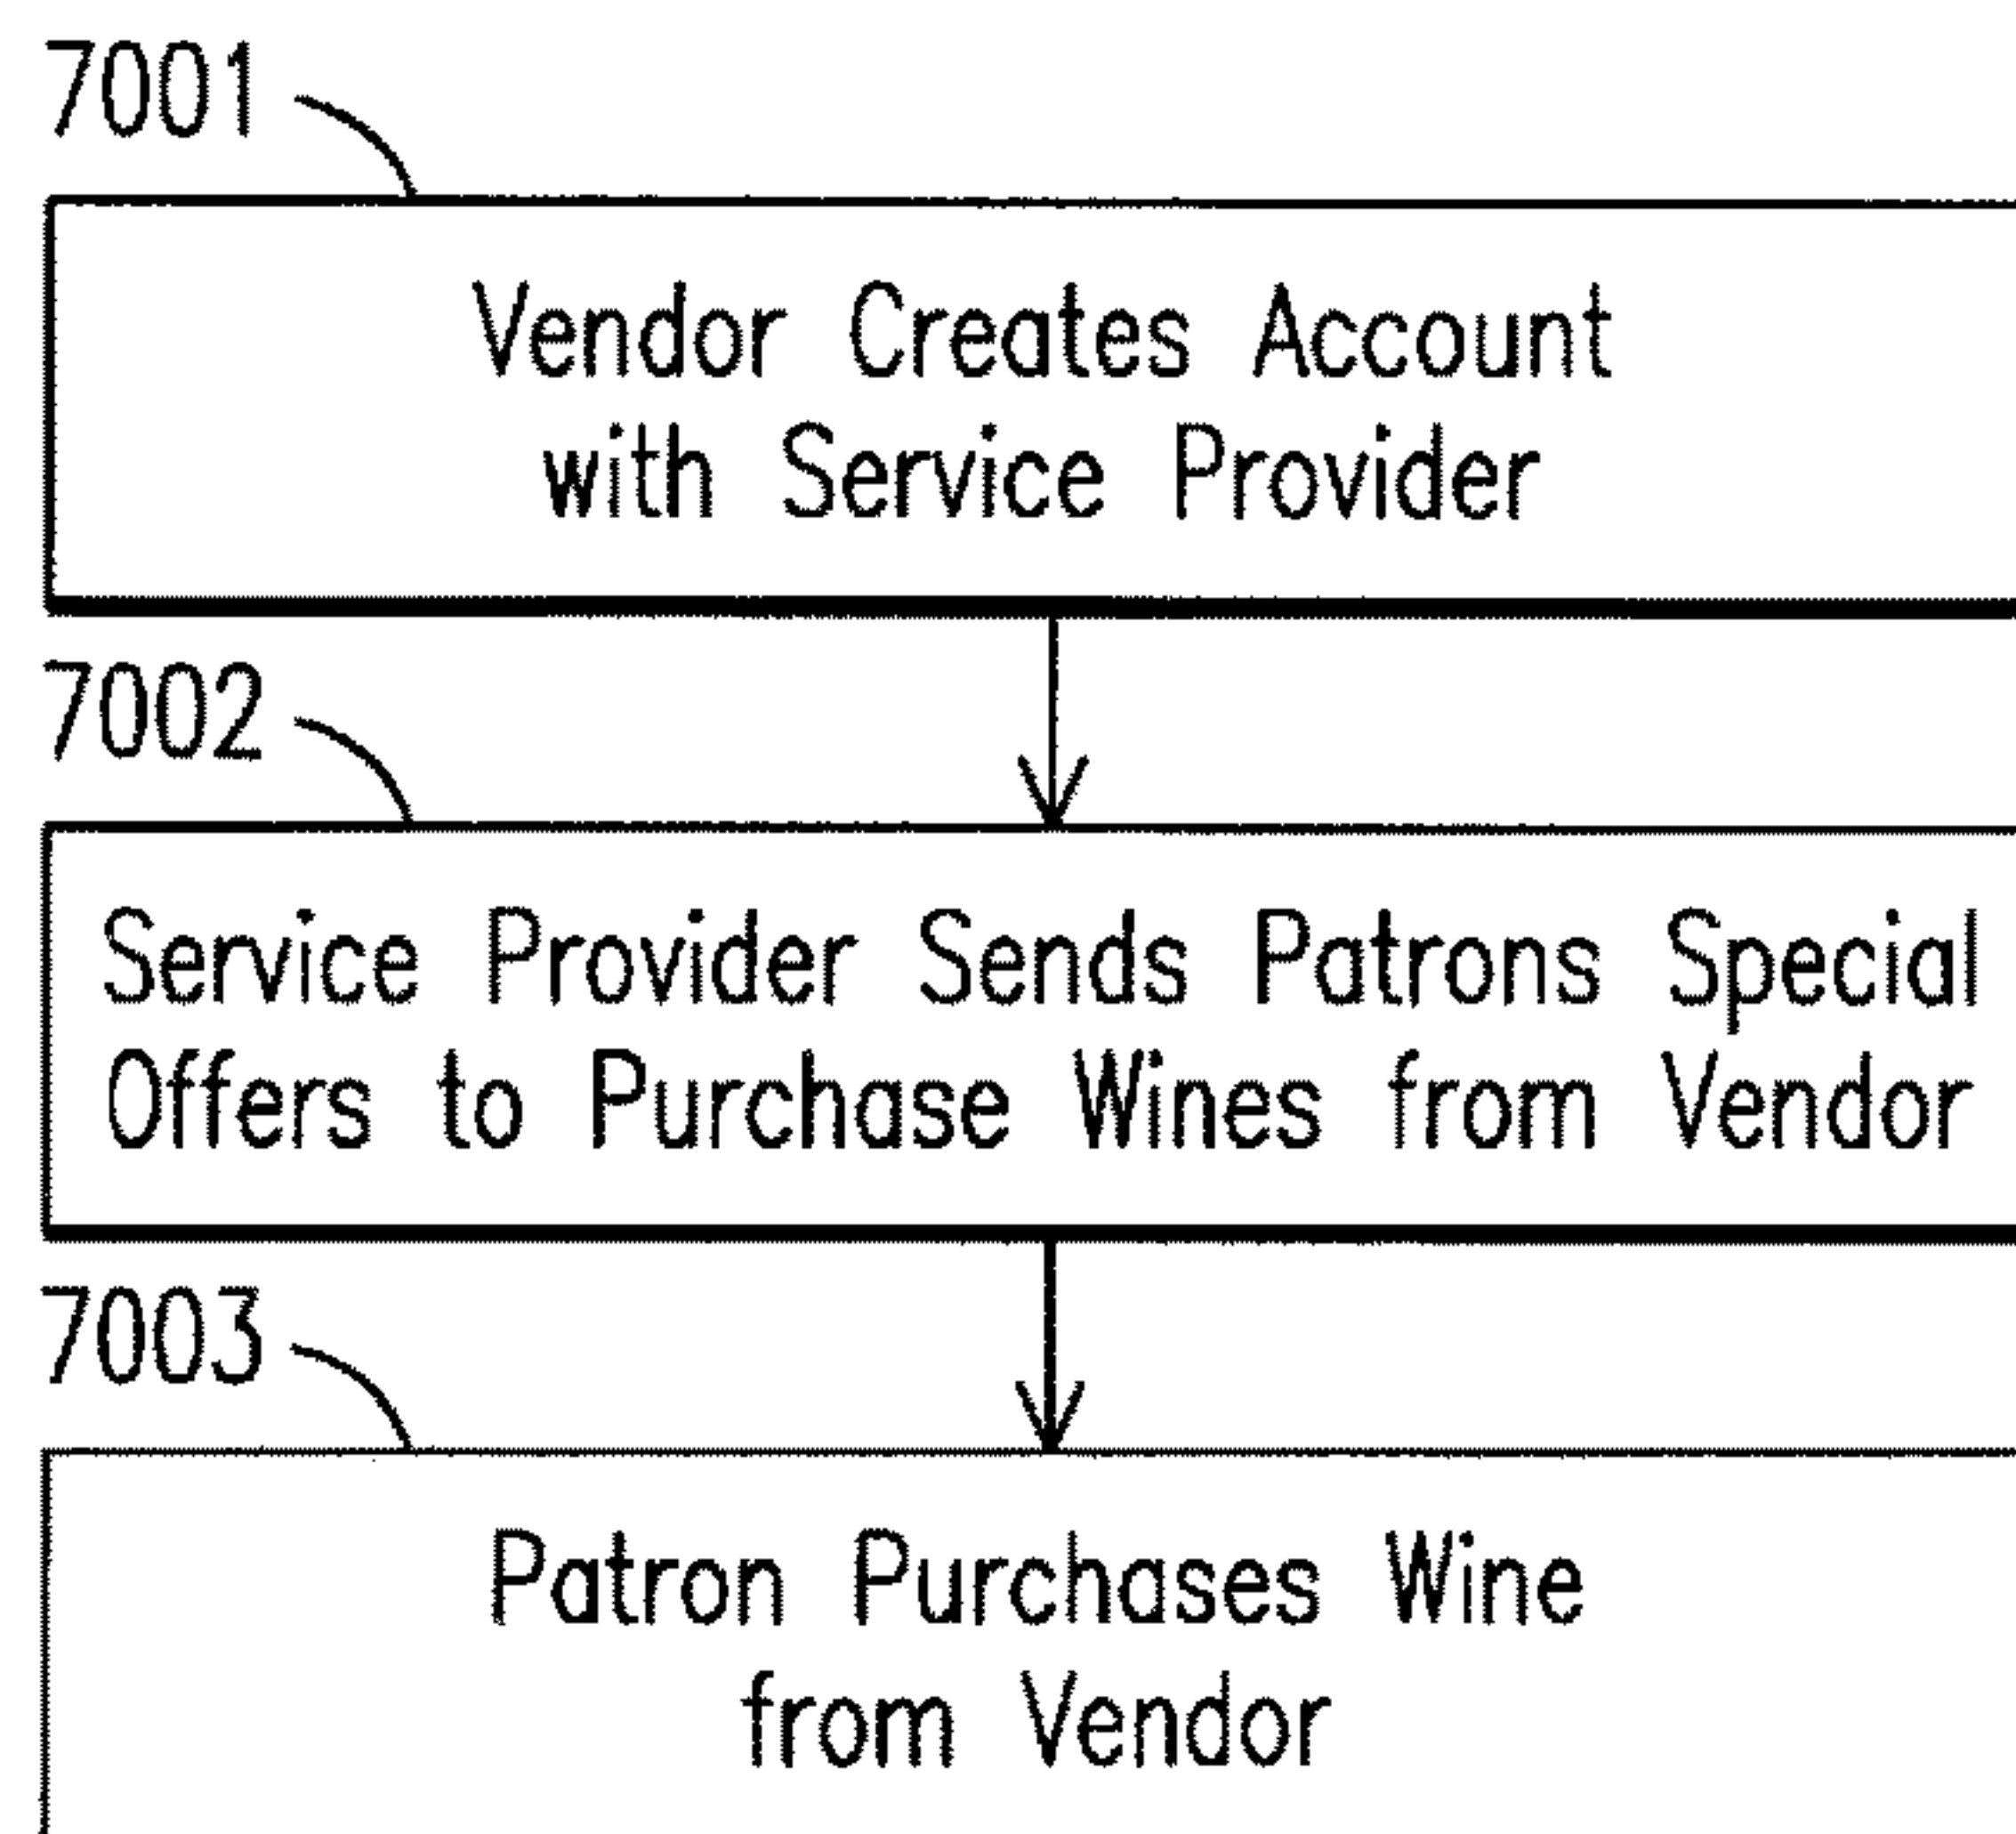 7001
Vendor Creates Account
with Service Provider
7002
Service Provider Sends Patrons Special
Offers to Purchase Wines from Vendor
7003
Patron Purchases Wine
from Vendor